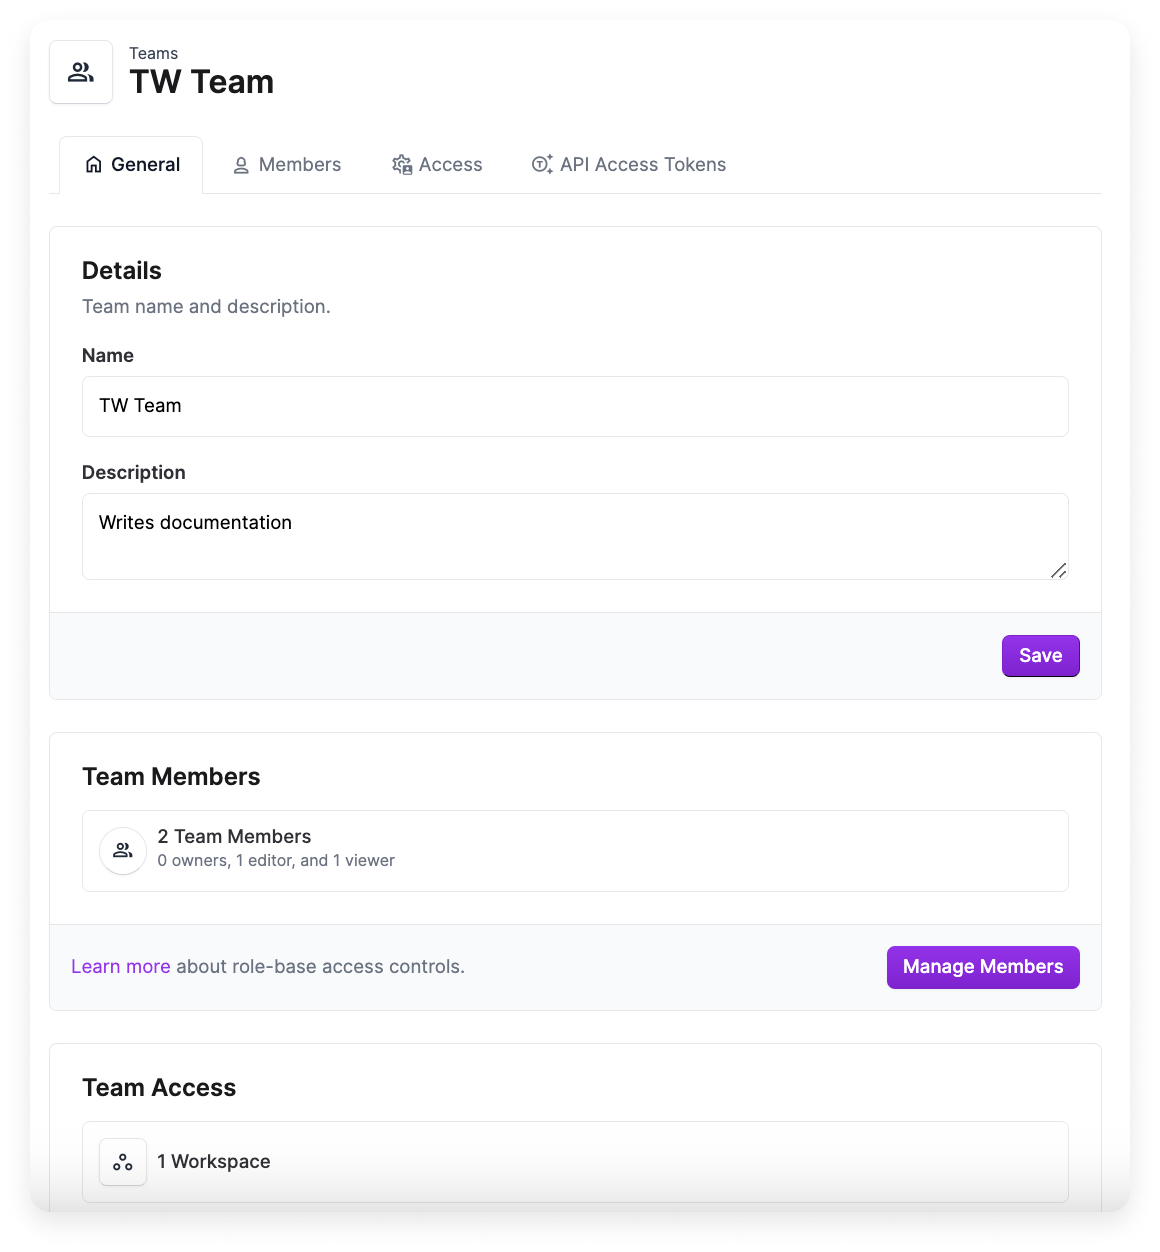 Teams
TW Team
General
Members
Access
API Access Tokens
Details
Team name and description.
Name
TW Team
Description
Writes documentation
Save
Team Members
2 Team Members
0 owners, 1 editor, and 1 viewer
Learn more about role-base access controls.
Manage Members
Team Access
1 Workspace